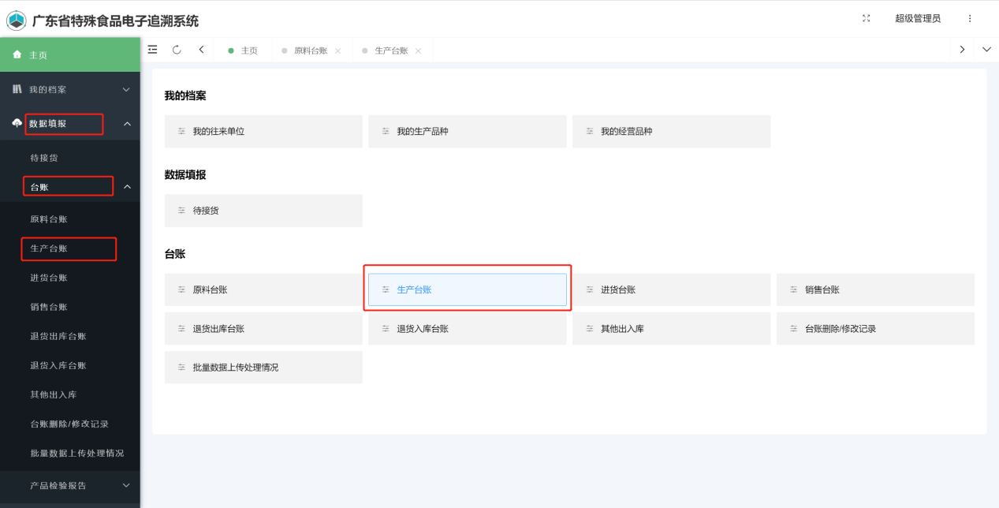 广东省特殊食品电子追溯系统
超级管理员
主页
我的档案
数据填报
待接货
台账
原料台账
生产台账
进货台账
销售台账
退货出库台账
退货入库台账
其他出入库
台账删除/修改记录
批量数据上传处理情况
产品检验报告
主页 原料台账 生产台账
我的档案
我的往来单位 我的生产品种 我的经营品种
数据填报
待接货
台账
原料台账 生产台账 进货台账 销售台账
退货出库台账 退货入库台账 其他出入库 台账删除/修改记录
批量数据上传处理情况